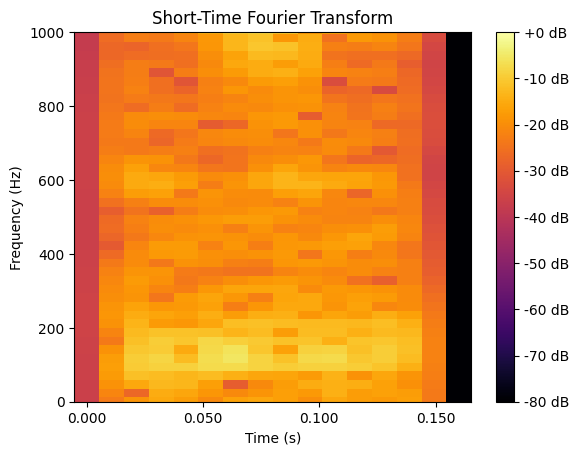 Short-Time Fourier Transform
1000
800
600
400
200
0
Frequency (Hz)
0.000
0.050
0.100
0.150
Time (s)
+0 dB
-10 dB
-20 dB
-30 dB
-40 dB
-50 dB
-60 dB
-70 dB
-80 dB